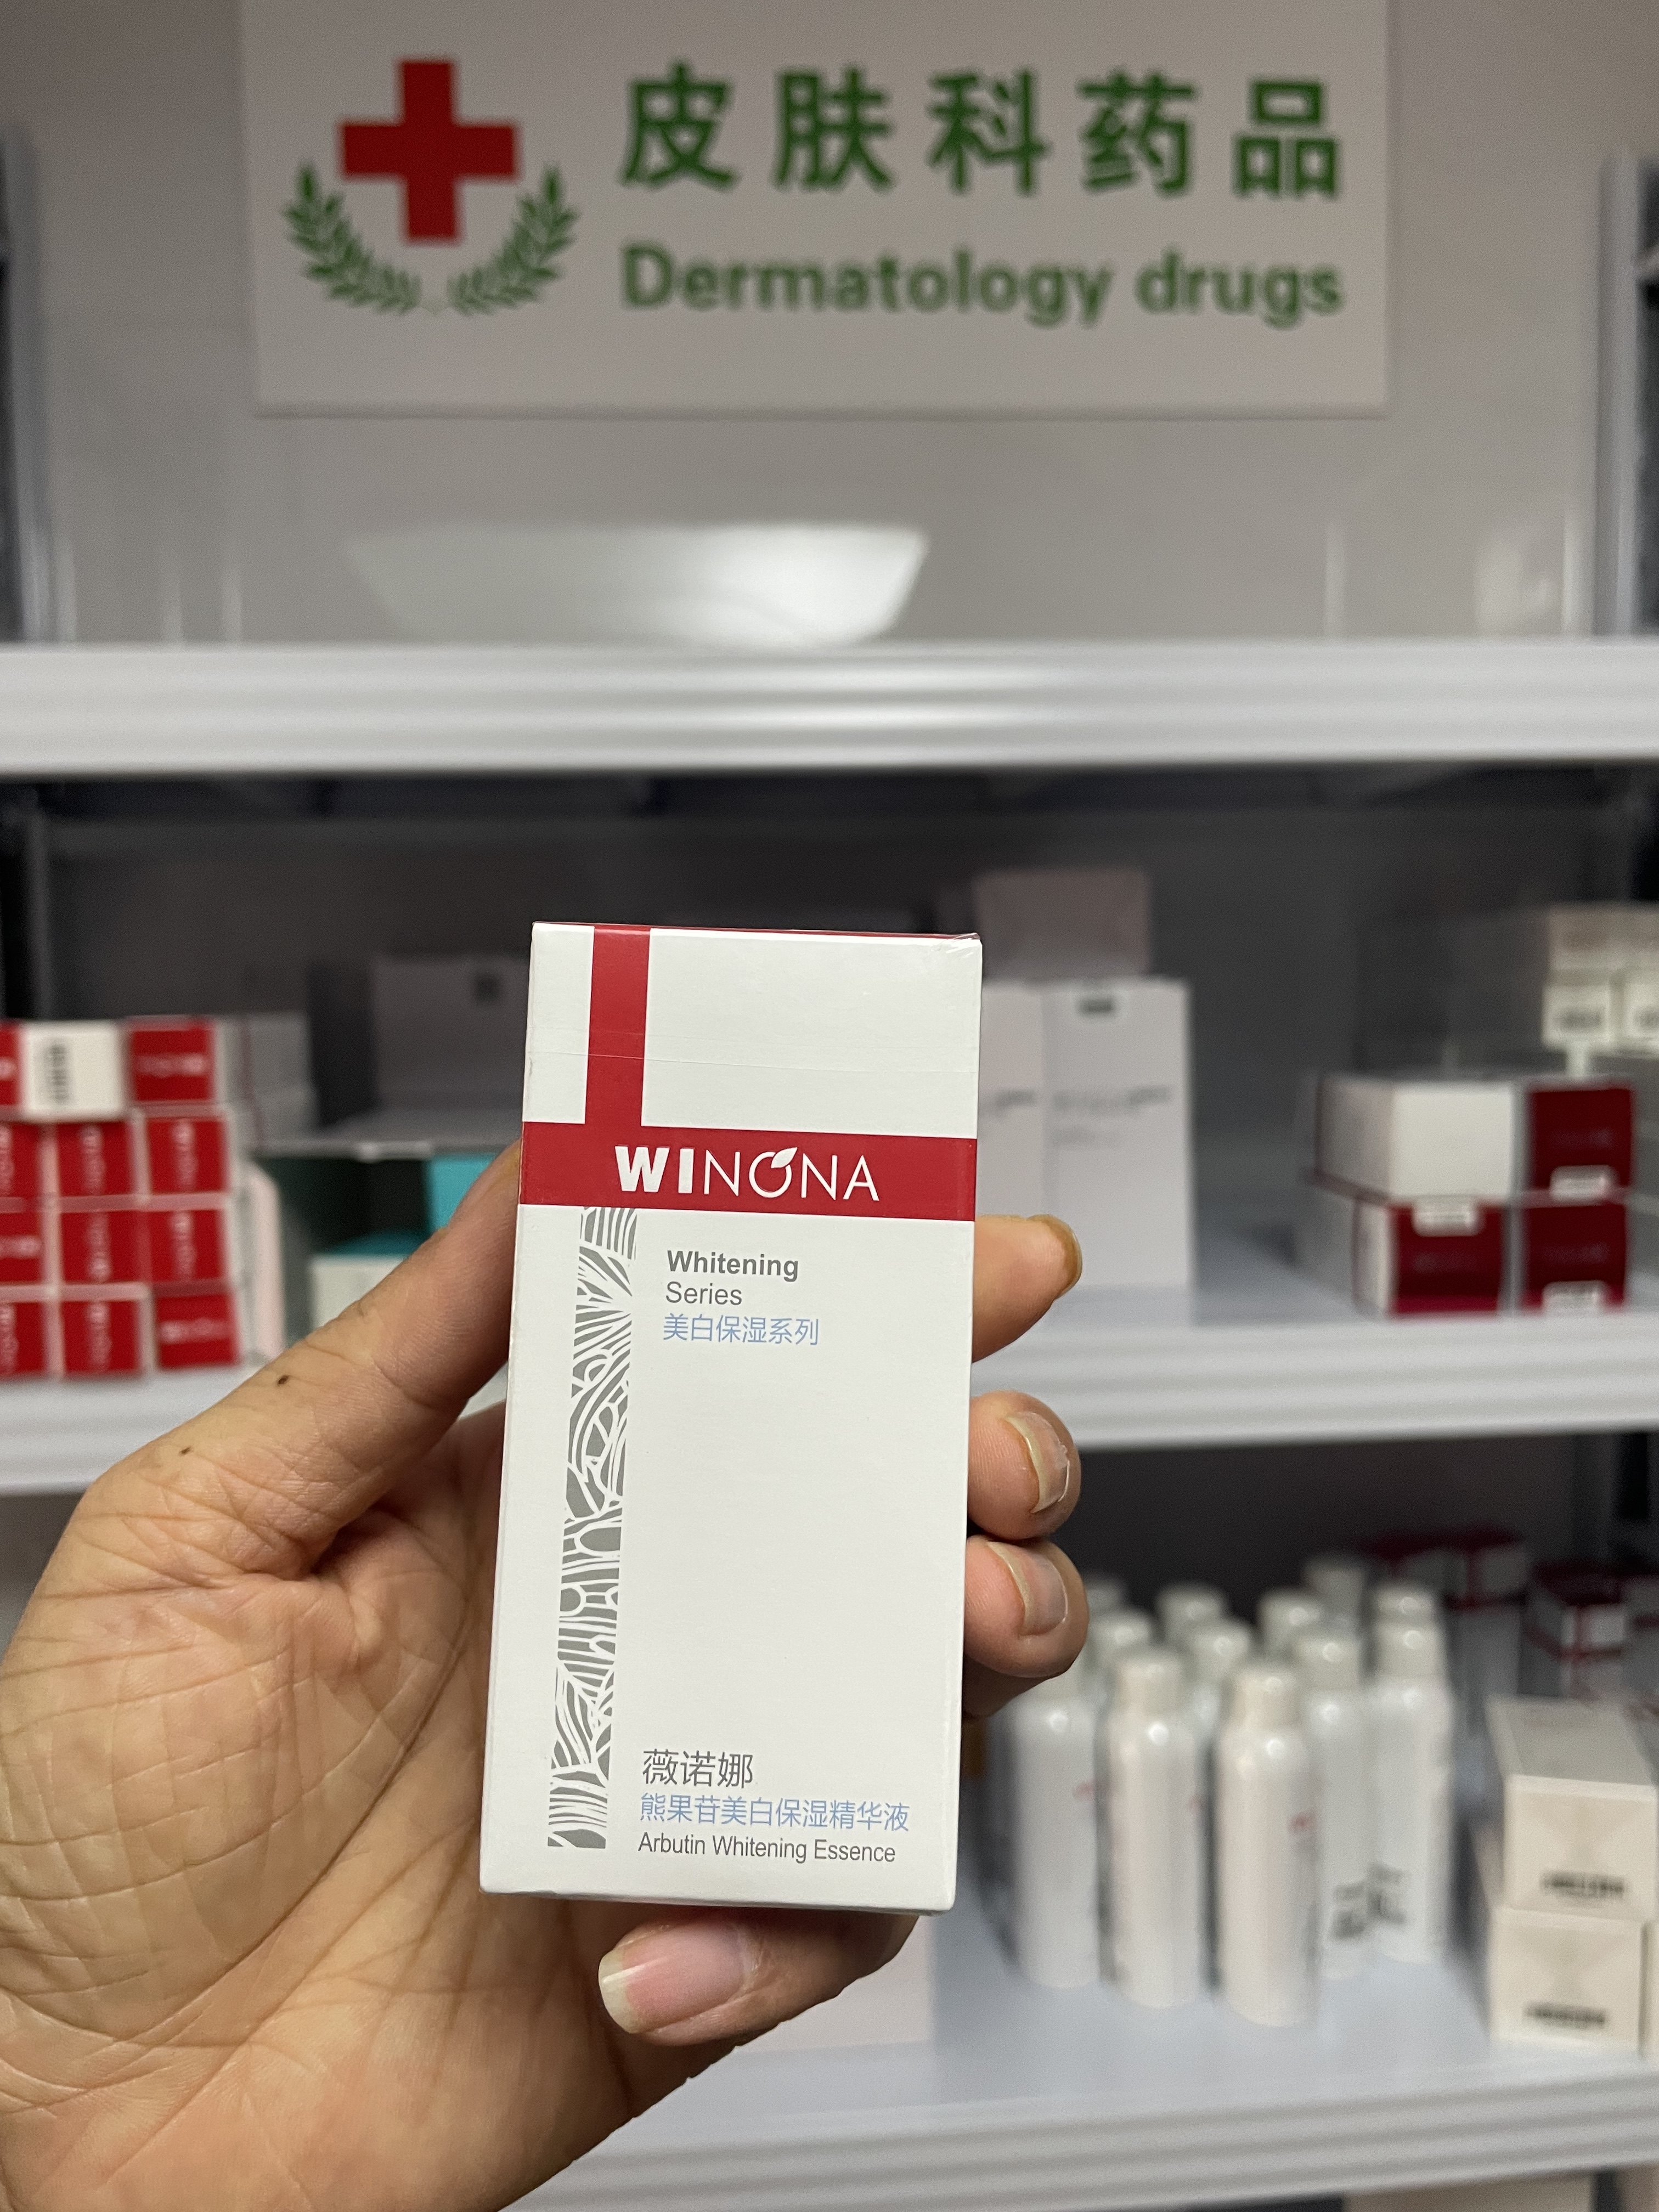 皮肤科药品
Dermatology drugs
WINONA
Whitening
Series
美白保湿系列
薇诺娜
熊果苷美白保湿精华液
Arbutin Whitening Essence